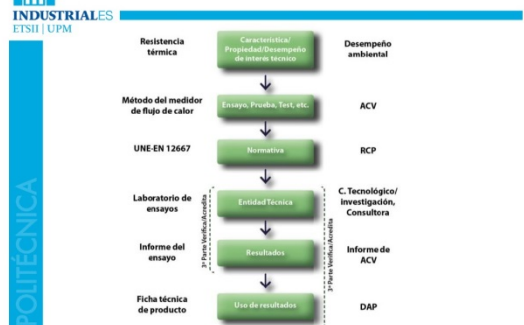 INDUSTRIALES
ETSII | UPM
POLITÉCNICA
Resistencia
térmica
Característica/
Propiedad/Desempeño
de interés técnico
Desempeño
ambiental
Método del medidor
de flujo de calor
Ensayo, Prueba, Test, etc.
ACV
UNE-EN 12667
Normativa
RCP
Laboratorio de
ensayos
Entidad Técnica
C. Tecnológico/
investigación,
Consultora
3ª Parte Verifica/Acredita
Informe del
ensayo
Resultados
Informe de
ACV
3ª Parte Verifica/Acredita
Ficha técnica
de producto
Uso de resultados
DAP